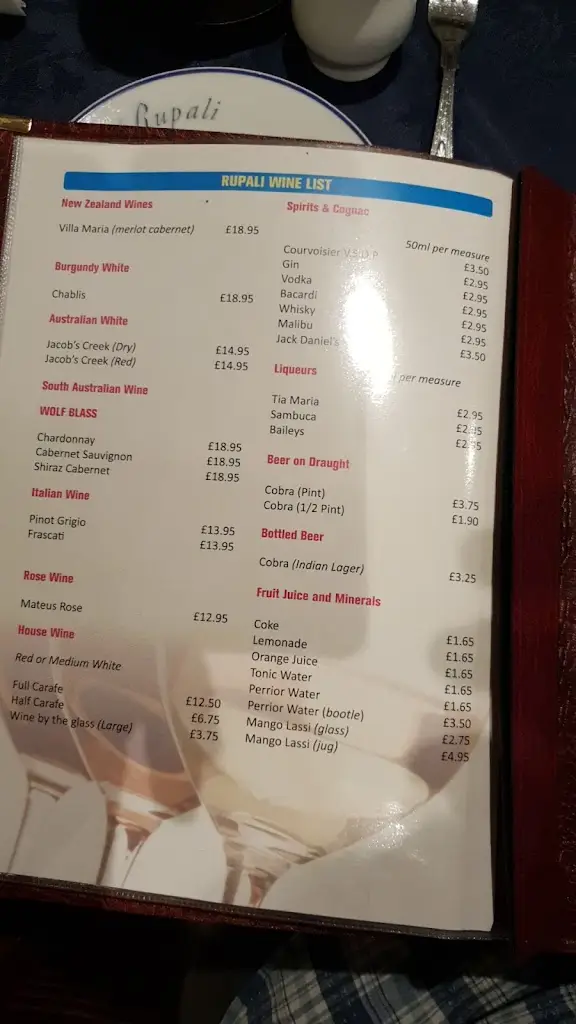 Rupali
RUPALI WINE LIST
New Zealand Wines
Villa Maria (merlot cabernet) £18.95
Burgundy White
Chablis £18.95
Australian White
Jacob's Creek (Dry) £14.95
Jacob's Creek (Red) £14.95
South Australian Wine
WOLF BLASS
Chardonnay £18.95
Cabernet Sauvignon £18.95
Shiraz Cabernet £18.95
Italian Wine
Pinot Grigio £13.95
Frascati £13.95
Rose Wine
Mateus Rose £12.95
House Wine
Red or Medium White
Full Carafe £12.50
Half Carafe £6.75
Wine by the glass (Large) £3.75
Spirits & Cognac
50ml per measure
Courvoisier V.S.O.P £3.50
Gin £2.95
Vodka £2.95
Bacardi £2.95
Whisky £2.95
Malibu £2.95
Jack Daniel's £3.50
Liqueurs
per measure
Tia Maria £2.95
Sambuca
Baileys
Beer on Draught
Cobra (Pint) £3.75
Cobra (1/2 Pint) £1.90
Bottled Beer
Cobra (Indian Lager) £3.25
Fruit Juice and Minerals
Coke £1.65
Lemonade £1.65
Orange Juice £1.65
Tonic Water £1.65
Perrior Water £1.65
Perrior Water (bootle) £3.50
Mango Lassi (glass) £2.75
Mango Lassi (jug) £4.95